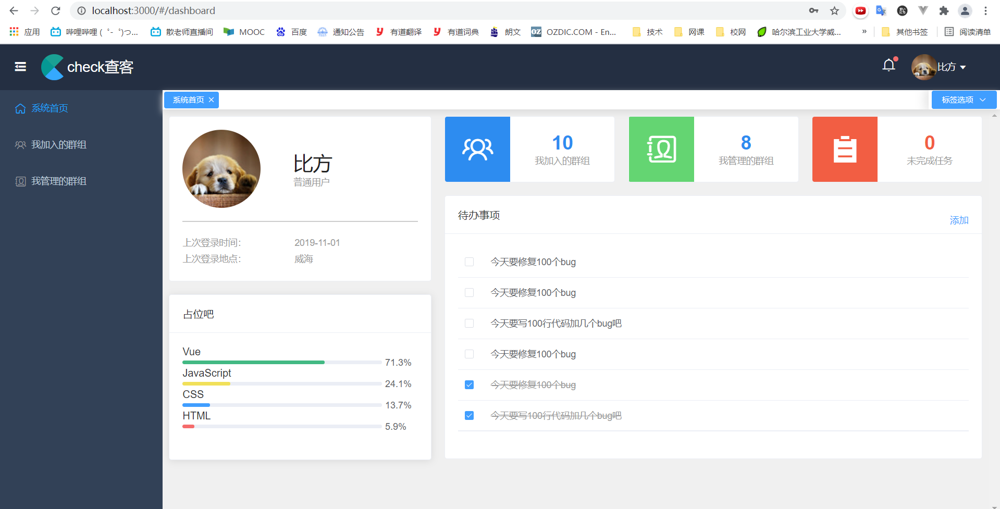 localhost:3000/#/dashboard
应用 哔哩哔哩 (゜-゜)つ... 散老师直播间 MOOC 百度 通知公告 有道翻译 有道词典 朗文 OZDIC.COM - En... 技术 网课 校网 哈尔滨工业大学威... » 其他书签 阅读清单
check查客
比方
系统首页
我加入的群组
我管理的群组
系统首页
标签选项
比方
普通用户
上次登录时间：
2019-11-01
上次登录地点：
威海
10
我加入的群组
8
我管理的群组
0
未完成任务
占位吧
Vue
71.3%
JavaScript
24.1%
CSS
13.7%
HTML
5.9%
待办事项
添加
今天要修复100个bug
今天要修复100个bug
今天要写100行代码加几个bug吧
今天要修复100个bug
今天要修复100个bug
今天要写100行代码加几个bug吧